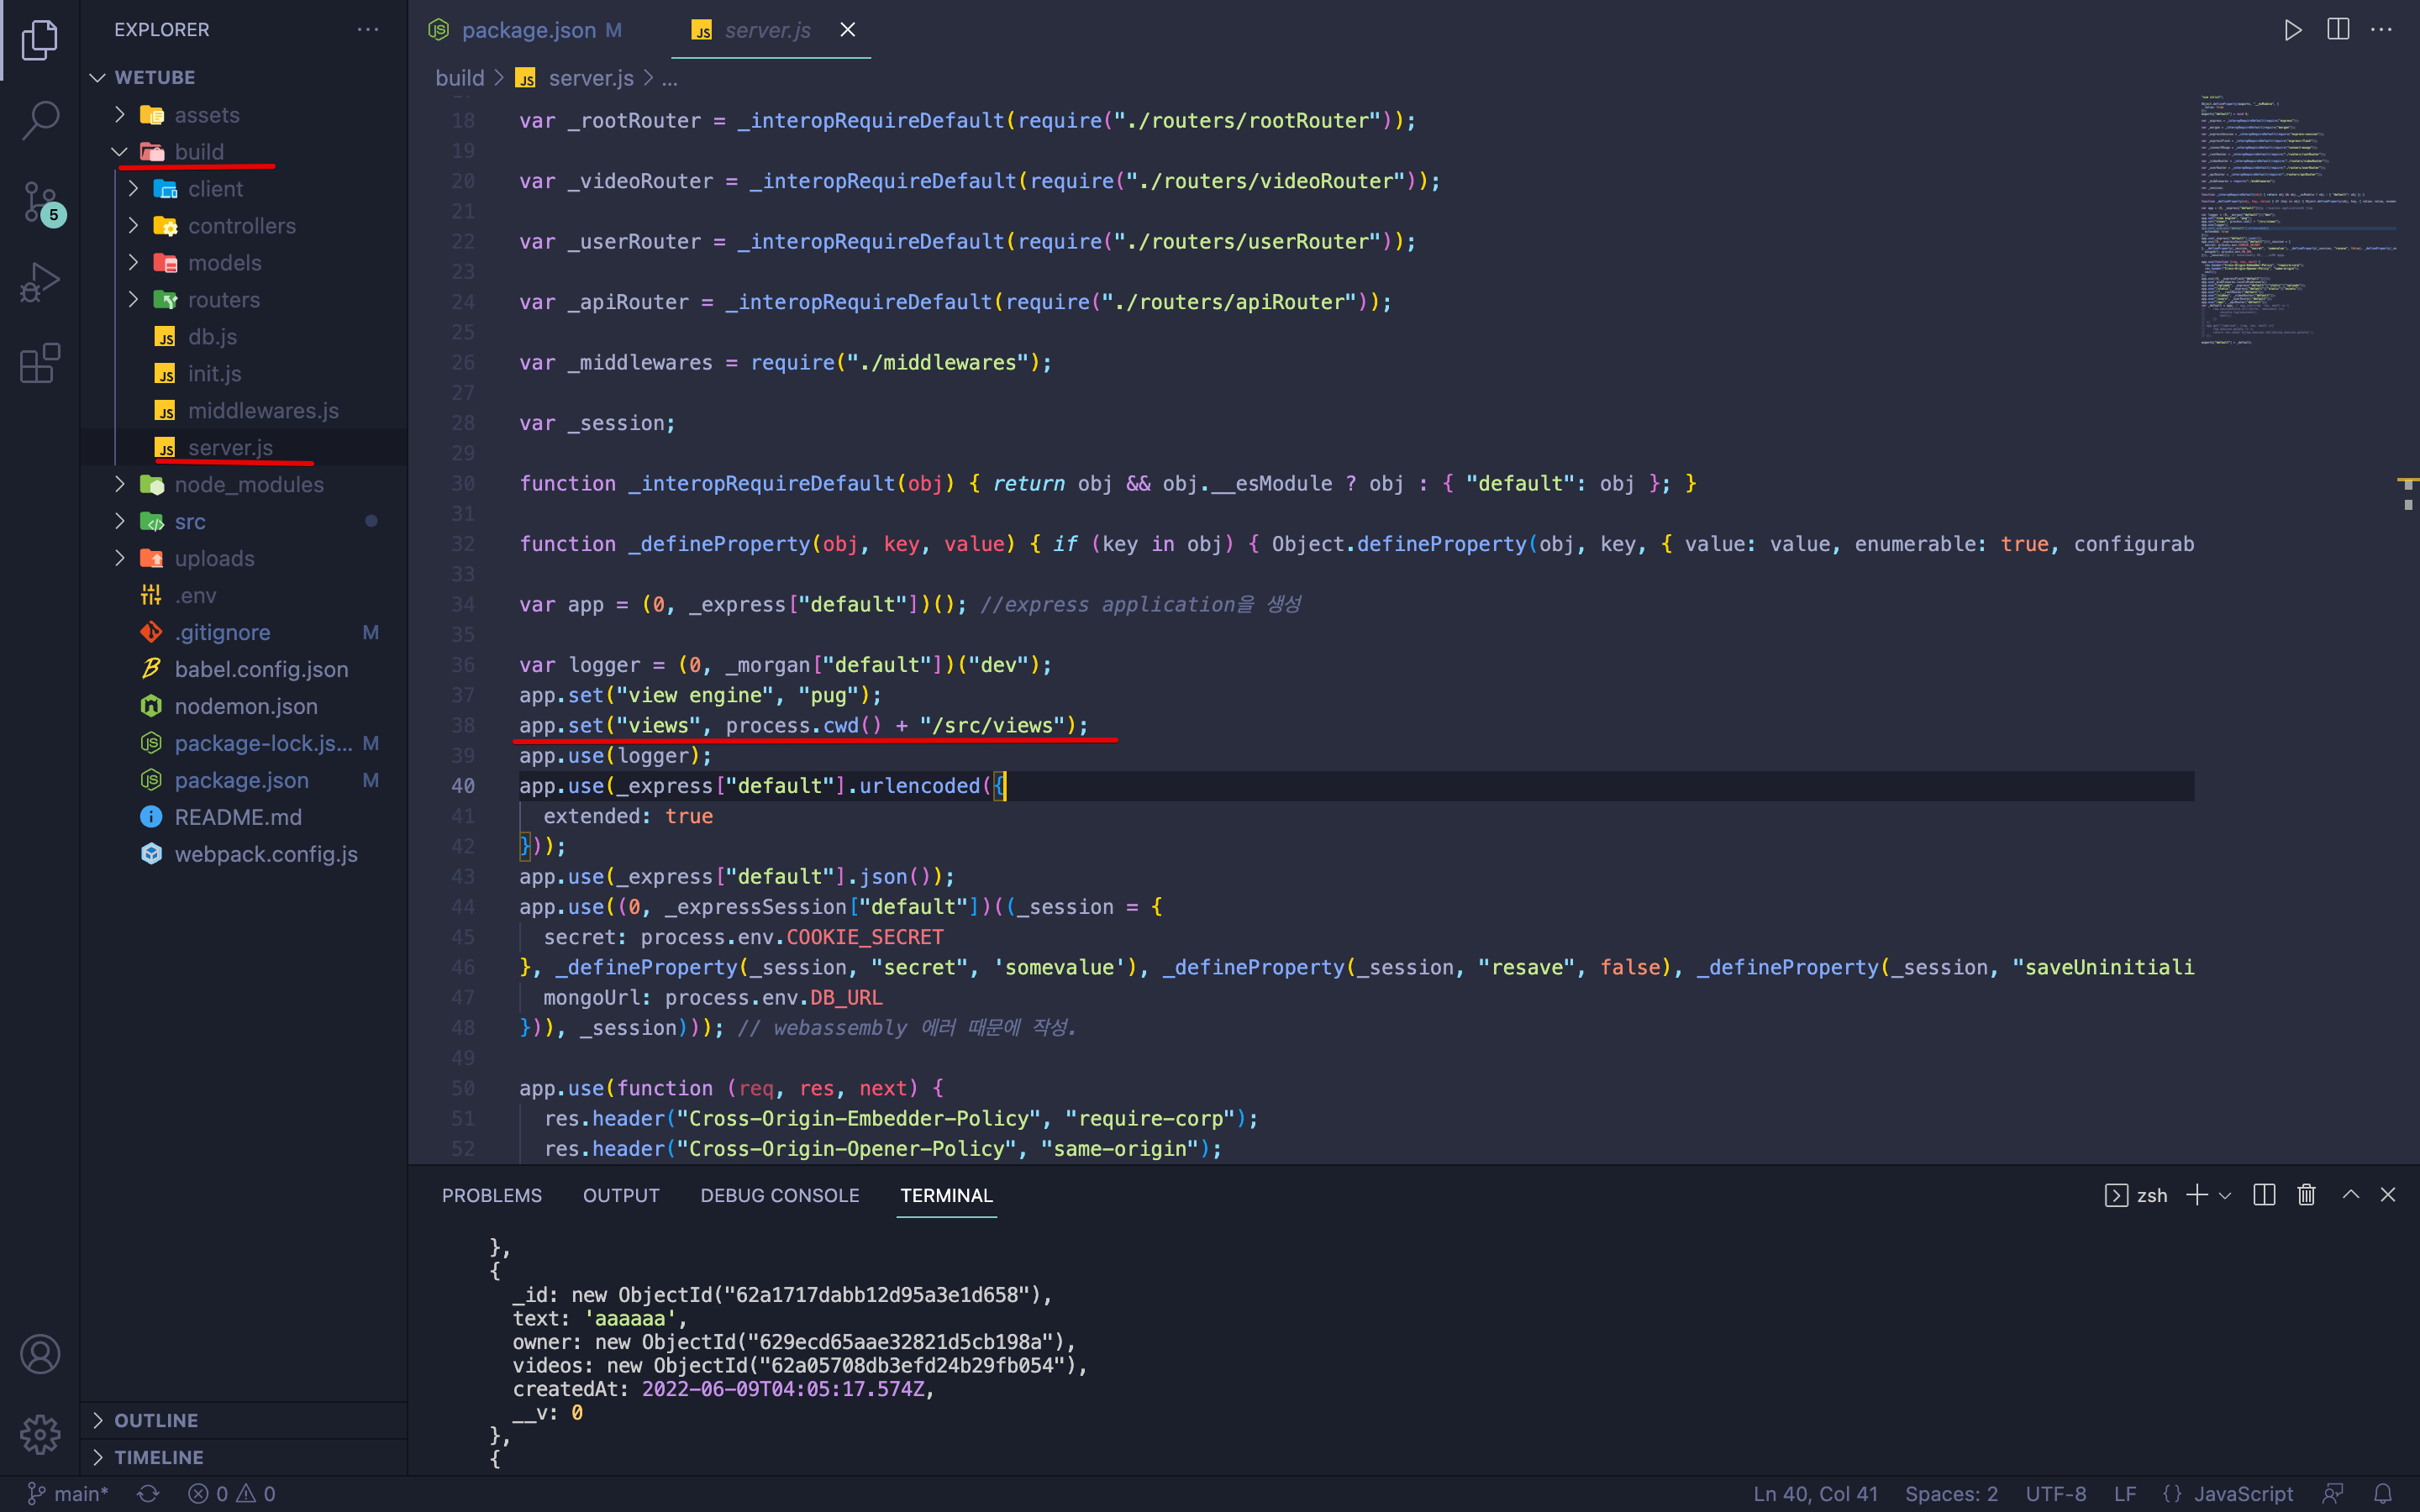 EXPLORER
WETUBE
assets
build
client
controllers
models
routers
db.js
init.js
middlewares.js
server.js
node_modules
src
uploads
.env
.gitignore M
babel.config.json
nodemon.json
package-lock.js... M
package.json M
README.md
webpack.config.js
OUTLINE
TIMELINE
5
package.json M
server.js
build > server.js > ...
18 var _rootRouter = _interopRequireDefault(require("./routers/rootRouter"));
19
20 var _videoRouter = _interopRequireDefault(require("./routers/videoRouter"));
21
22 var _userRouter = _interopRequireDefault(require("./routers/userRouter"));
23
24 var _apiRouter = _interopRequireDefault(require("./routers/apiRouter"));
25
26 var _middlewares = require("./middlewares");
27
28 var _session;
29
30 function _interopRequireDefault(obj) { return obj && obj.__esModule ? obj : { "default": obj }; }
31
32 function _defineProperty(obj, key, value) { if (key in obj) { Object.defineProperty(obj, key, { value: value, enumerable: true, configurab
33
34 var app = (0, _express["default"])(); //express application을 생성
35
36 var logger = (0, _morgan["default"])("dev");
37 app.set("view engine", "pug");
38 app.set("views", process.cwd() + "/src/views");
39 app.use(logger);
40 app.use(_express["default"].urlencoded({
41 extended: true
42 }));
43 app.use(_express["default"].json());
44 app.use((0, _expressSession["default"])((_session = {
45 secret: process.env.COOKIE_SECRET
46 }, _defineProperty(_session, "secret", 'somevalue'), _defineProperty(_session, "resave", false), _defineProperty(_session, "saveUninitiali
47 mongoUrl: process.env.DB_URL
48 })), _session))); // webassembly 에러 때문에 작성.
49
50 app.use(function (req, res, next) {
51 res.header("Cross-Origin-Embedder-Policy", "require-corp");
52 res.header("Cross-Origin-Opener-Policy", "same-origin");
PROBLEMS OUTPUT DEBUG CONSOLE TERMINAL
zsh
},
{
_id: new ObjectId("62a1717dabb12d95a3e1d658"),
text: 'aaaaaa',
owner: new ObjectId("629ecd65aae32821d5cb198a"),
videos: new ObjectId("62a05708db3efd24b29fb054"),
createdAt: 2022-06-09T04:05:17.574Z,
__v: 0
},
{
main* 0 0
Ln 40, Col 41 Spaces: 2 UTF-8 LF {} JavaScript